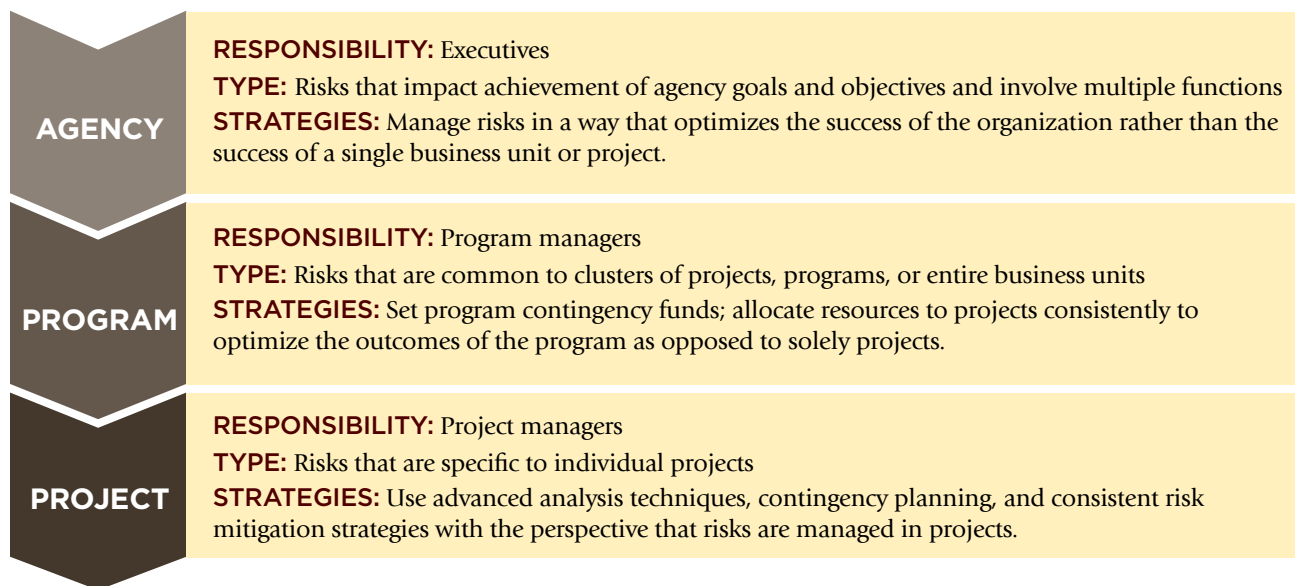 AGENCY
RESPONSIBILITY: Executives
TYPE: Risks that impact achievement of agency goals and objectives and involve multiple functions
STRATEGIES: Manage risks in a way that optimizes the success of the organization rather than the
success of a single business unit or project.
PROGRAM
RESPONSIBILITY: Program managers
TYPE: Risks that are common to clusters of projects, programs, or entire business units
STRATEGIES: Set program contingency funds; allocate resources to projects consistently to
optimize the outcomes of the program as opposed to solely projects.
PROJECT
RESPONSIBILITY: Project managers
TYPE: Risks that are specific to individual projects
STRATEGIES: Use advanced analysis techniques, contingency planning, and consistent risk
mitigation strategies with the perspective that risks are managed in projects.